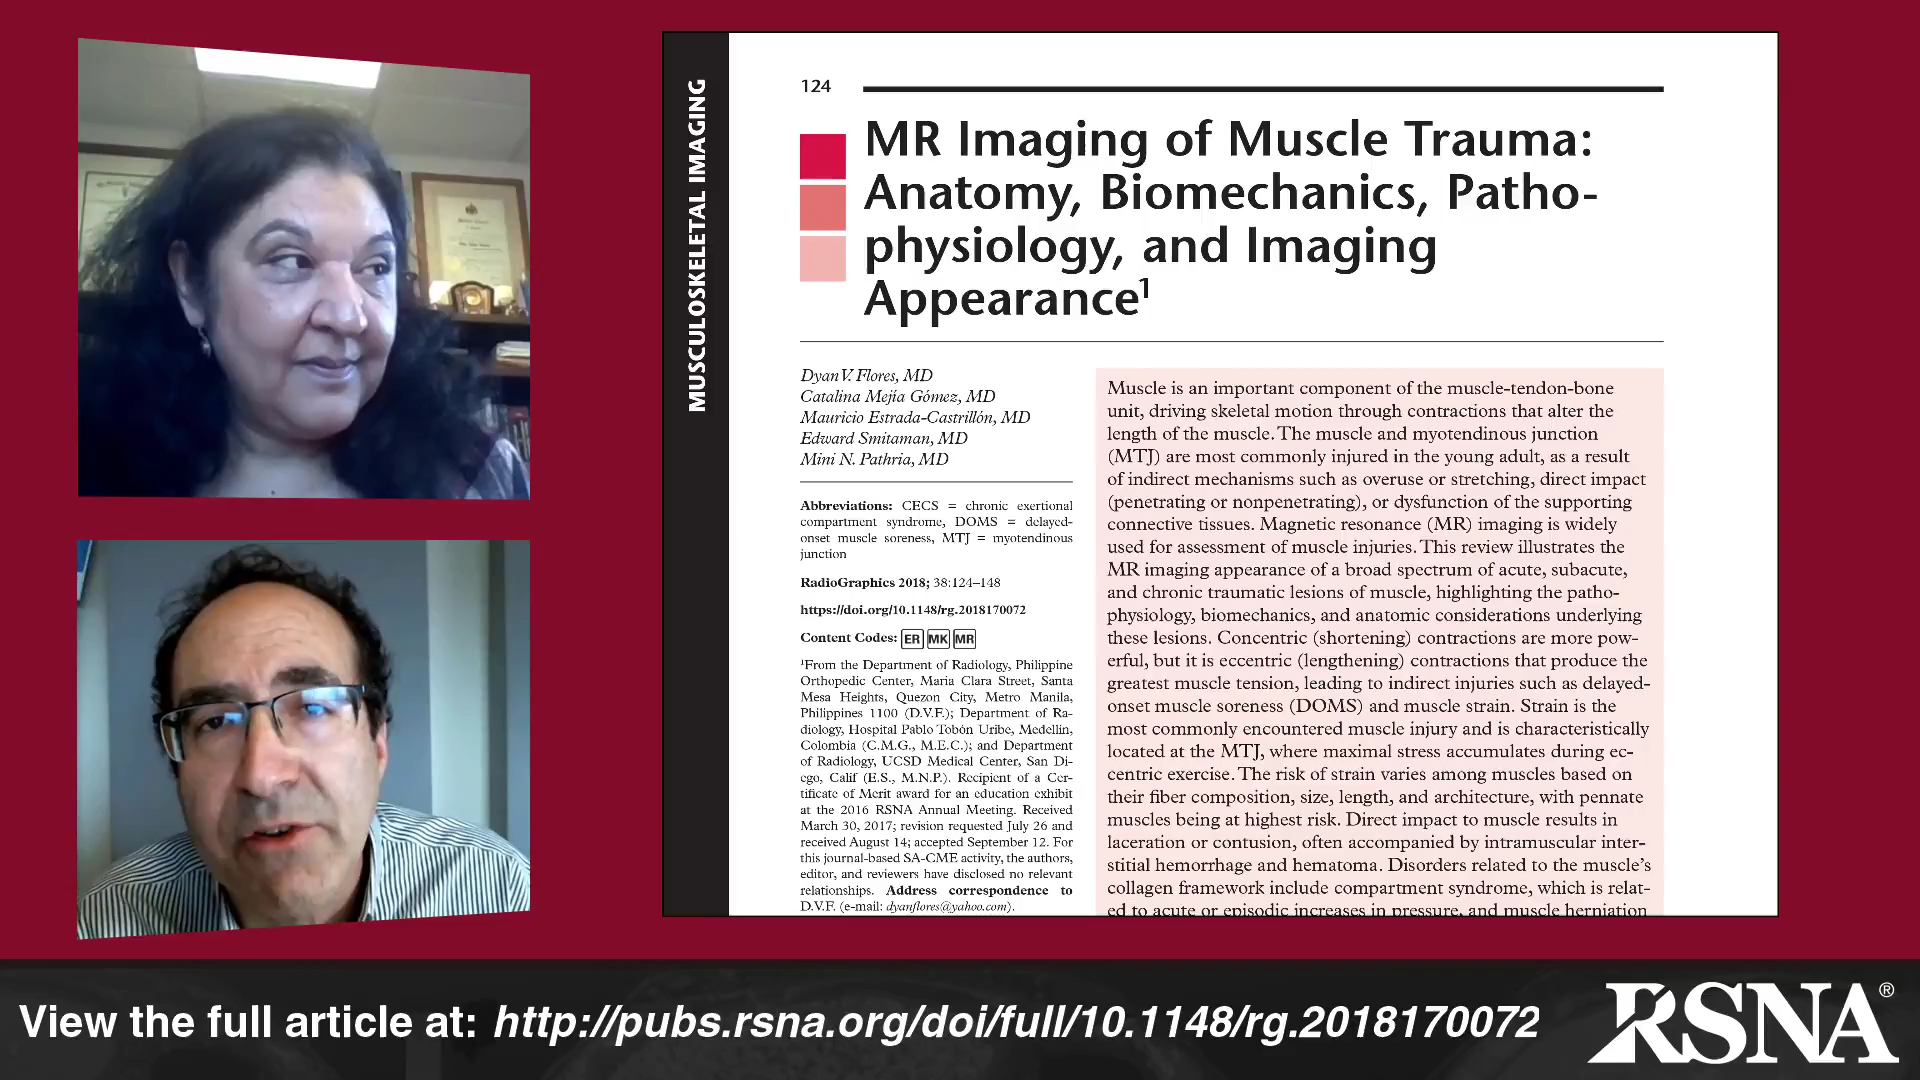 MUSCULOSKELETAL IMAGING
124
MR Imaging of Muscle Trauma:
Anatomy, Biomechanics, Patho-
physiology, and Imaging
Appearance¹
Dyan V. Flores, MD
Catalina Mejía Gómez, MD
Mauricio Estrada-Castrillón, MD
Edward Smitaman, MD
Mini N. Pathria, MD
Abbreviations: CECS = chronic exertional
compartment syndrome, DOMS = delayed-
onset muscle soreness, MTJ = myotendinous
junction
RadioGraphics 2018; 38:124–148
https://doi.org/10.1148/rg.2018170072
Content Codes: ER MK MR
¹From the Department of Radiology, Philippine
Orthopedic Center, Maria Clara Street, Santa
Mesa Heights, Quezon City, Metro Manila,
Philippines 1100 (D.V.F.); Department of Ra-
diology, Hospital Pablo Tobón Uribe, Medellín,
Colombia (C.M.G., M.E.C.); and Department
of Radiology, UCSD Medical Center, San Di-
ego, Calif (E.S., M.N.P.). Recipient of a Cer-
tificate of Merit award for an education exhibit
at the 2016 RSNA Annual Meeting. Received
March 30, 2017; revision requested July 26 and
received August 14; accepted September 12. For
this journal-based SA-CME activity, the authors,
editor, and reviewers have disclosed no relevant
relationships. Address correspondence to
D.V.F. (e-mail: dyanflores@yahoo.com).
Muscle is an important component of the muscle-tendon-bone
unit, driving skeletal motion through contractions that alter the
length of the muscle. The muscle and myotendinous junction
(MTJ) are most commonly injured in the young adult, as a result
of indirect mechanisms such as overuse or stretching, direct impact
(penetrating or nonpenetrating), or dysfunction of the supporting
connective tissues. Magnetic resonance (MR) imaging is widely
used for assessment of muscle injuries. This review illustrates the
MR imaging appearance of a broad spectrum of acute, subacute,
and chronic traumatic lesions of muscle, highlighting the patho-
physiology, biomechanics, and anatomic considerations underlying
these lesions. Concentric (shortening) contractions are more pow-
erful, but it is eccentric (lengthening) contractions that produce the
greatest muscle tension, leading to indirect injuries such as delayed-
onset muscle soreness (DOMS) and muscle strain. Strain is the
most commonly encountered muscle injury and is characteristically
located at the MTJ, where maximal stress accumulates during ec-
centric exercise. The risk of strain varies among muscles based on
their fiber composition, size, length, and architecture, with pennate
muscles being at highest risk. Direct impact to muscle results in
laceration or contusion, often accompanied by intramuscular inter-
stitial hemorrhage and hematoma. Disorders related to the muscle's
collagen framework include compartment syndrome, which is relat-
ed to acute or episodic increases in pressure, and muscle herniation
View the full article at: http://pubs.rsna.org/doi/full/10.1148/rg.2018170072
RSNA®